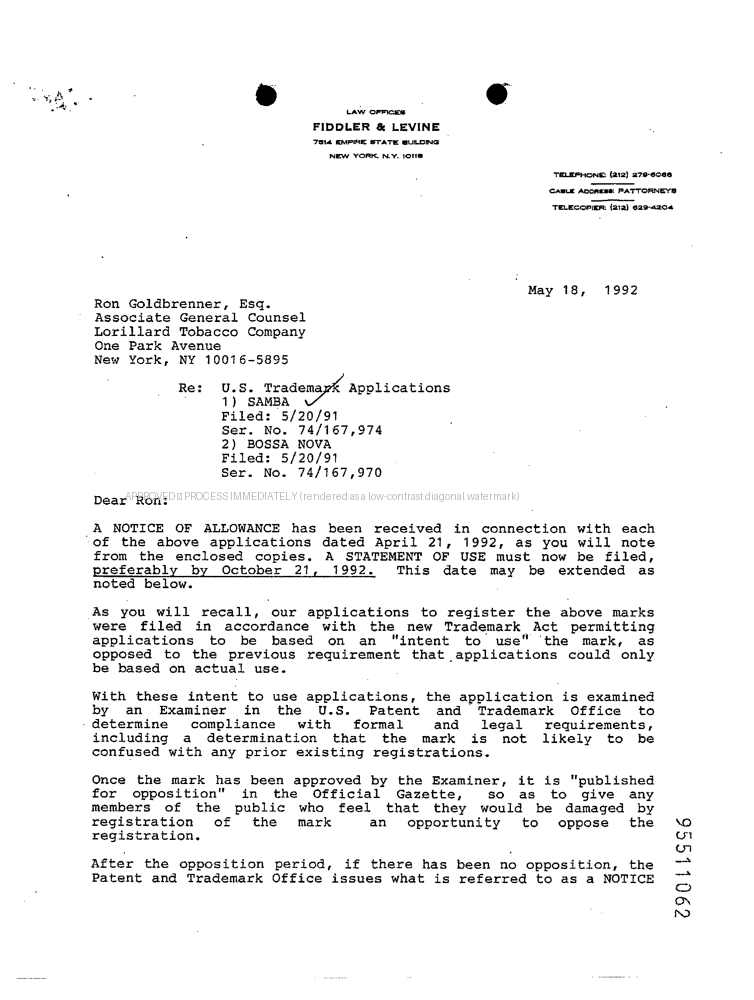 LAW OFFICES
FIDDLER & LEVINE
7814 EMPIRE STATE BUILDING
NEW YORK, N.Y. 10118
TELEPHONE: (212) 279-6066
CABLE ADDRESS: PATTORNEYS
TELECOPIER: (212) 629-4204
May 18, 1992
Ron Goldbrenner, Esq.
Associate General Counsel
Lorillard Tobacco Company
One Park Avenue
New York, NY 10016-5895
Re: U.S. Trademark Applications
1) SAMBA ✓
Filed: 5/20/91
Ser. No. 74/167,974
2) BOSSA NOVA
Filed: 5/20/91
Ser. No. 74/167,970
Dear Ron:
APPROVED PROCESS IMMEDIATELY (rendered as a low-contrast diagonal watermark)
A NOTICE OF ALLOWANCE has been received in connection with each
of the above applications dated April 21, 1992, as you will note
from the enclosed copies. A STATEMENT OF USE must now be filed,
preferably by October 21, 1992. This date may be extended as
noted below.
As you will recall, our applications to register the above marks
were filed in accordance with the new Trademark Act permitting
applications to be based on an "intent to use" the mark, as
opposed to the previous requirement that applications could only
be based on actual use.
With these intent to use applications, the application is examined
by an Examiner in the U.S. Patent and Trademark Office to
determine compliance with formal and legal requirements,
including a determination that the mark is not likely to be
confused with any prior existing registrations.
Once the mark has been approved by the Examiner, it is "published
for opposition" in the Official Gazette, so as to give any
members of the public who feel that they would be damaged by
registration of the mark an opportunity to oppose the
registration.
After the opposition period, if there has been no opposition, the
Patent and Trademark Office issues what is referred to as a NOTICE
95511062